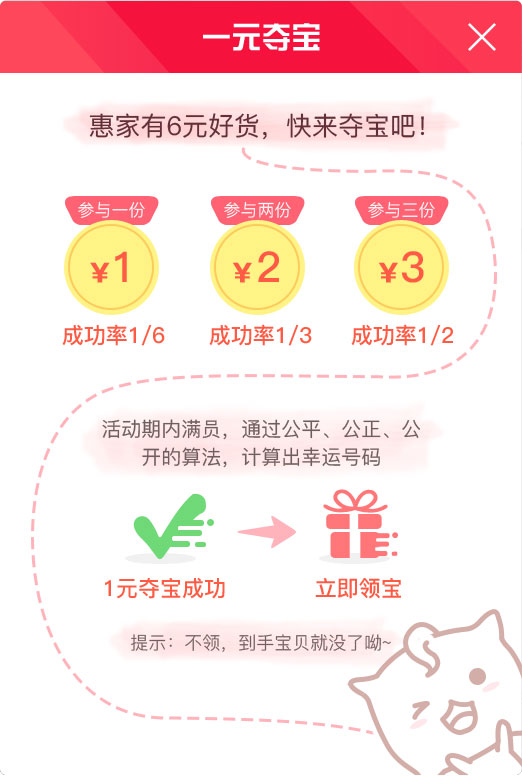 一元夺宝
惠家有6元好货，快来夺宝吧！
参与一份 参与两份 参与三份
¥1 ¥2 ¥3
成功率1/6 成功率1/3 成功率1/2
活动期内满员，通过公平、公正、公
开的算法，计算出幸运号码
1元夺宝成功 立即领宝
提示：不领，到手宝贝就没了呦~